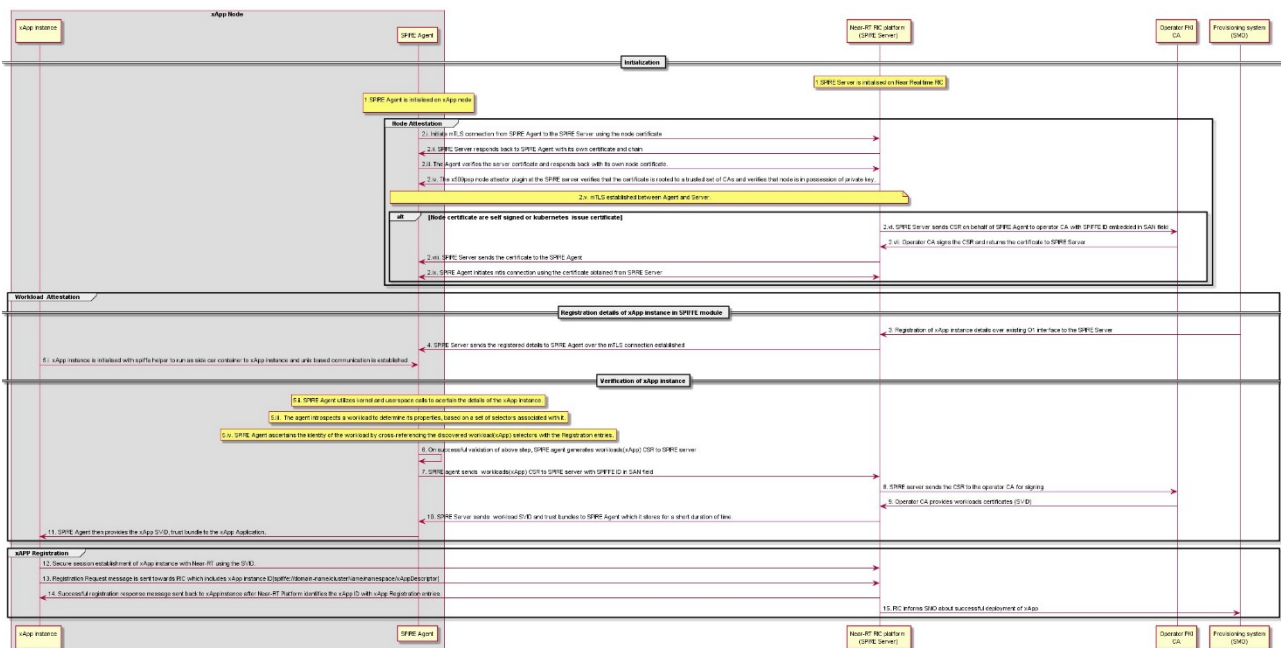 xApp Node
xApp instance
SPIRE Agent
Near-RT RIC platform
(SPIRE Server)
Operator PKI
CA
Provisioning system
(SMO)
Initialization
1.SPIRE Server is initialised on Near Real time RIC
1.SPIRE Agent is initialised on xApp node
Node Attestation
2.i. Initiate mTLS connection from SPIRE Agent to the SPIRE Server using the node certificate
2.ii. SPIRE Server responds back to SPIRE Agent with its own certificate and chain
2.iii. The Agent verifies the server certificate and responds back with its own node certificate.
2.iv. The x509pop node attestor plugin at the SPIRE server verifies that the certificate is rooted to a trusted set of CAs and verifies that node is in possession of private key.
2.v. mTLS established between Agent and Server.
alt
[Node certificate are self signed or kubernetes issue certificate]
2.vi. SPIRE Server sends CSR on behalf of SPIRE Agent to operator CA with SPIFFE ID embedded in SAN field
2.vii. Operator CA signs the CSR and returns the certificate to SPIRE Server
2.viii. SPIRE Server sends the certificate to the SPIRE Agent
2.ix. SPIRE Agent initiates mtls connection using the certificate obtained from SPIRE Server
Workload Attestation
Registration details of xApp instance in SPIFFE module
3. Registration of xApp instance details over existing O1 interface to the SPIRE Server
4. SPIRE Server sends the registered details to SPIRE Agent over the mTLS connection established
5.i. xApp instance is initialised with spiffe helper to run as side car container to xApp instance and unix based communication is established.
Verification of xApp instance
5.ii. SPIRE Agent utilizes kernel and userspace calls to acertain the details of the xApp instance.
5.iii. The agent introspects a workload to determine its properties, based on a set of selectors associated with it.
5.iv. SPIRE Agent ascertains the identity of the workload by cross-referencing the discovered workload(xApp) selectors with the Registration entries.
6. On successful validation of above step, SPIRE agent generates workloads(xApp) CSR to SPIRE server
7. SPIRE agent sends workloads(xApp) CSR to SPIRE server with SPIFFE ID in SAN field
8. SPIRE server sends the CSR to the operator CA for signing
9. Operator CA provides workloads certificates (SVID)
10. SPIRE Server sends workload SVID and trust bundles to SPIRE Agent which it stores for a short duration of time
11. SPIRE Agent then provides the xApp SVID, trust bundle to the xApp Application.
xAPP Registration
12. Secure session establishment of xApp instance with Near-RT using the SVID.
13. Registration Request message is sent towards RIC which includes xApp instance ID(spiffe://domain-name/cluster/name/namespace/xAppDescriptor)
14. Successful registration response message sent back to xAppinstance after Near-RT Platform identifies the xApp ID with xApp Registration entries.
15. RIC informs SMO about successful deployment of xApp
xApp instance
SPIRE Agent
Near-RT RIC platform
(SPIRE Server)
Operator PKI
CA
Provisioning system
(SMO)